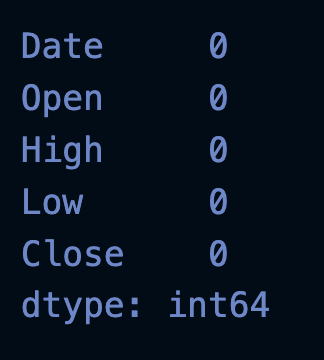 Date     0
Open     0
High     0
Low      0
Close    0
dtype: int64